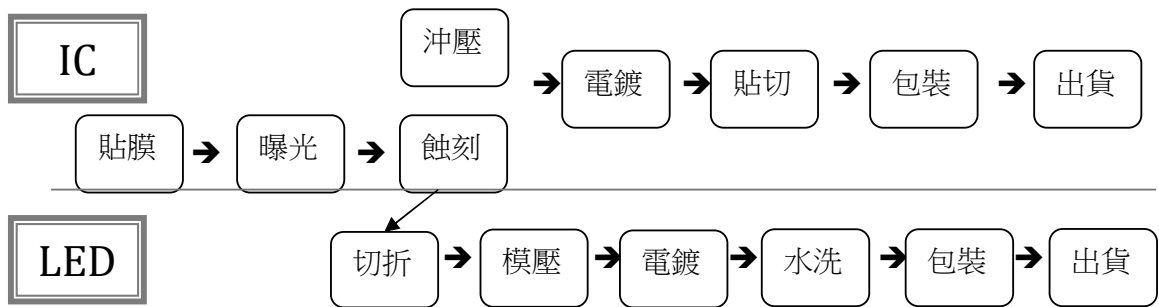 IC
沖壓
➔ 電鍍 ➔ 貼切 ➔ 包裝 ➔ 出貨
貼膜 ➔ 曝光 ➔ 蝕刻
LED
切折 ➔ 模壓 ➔ 電鍍 ➔ 水洗 ➔ 包裝 ➔ 出貨